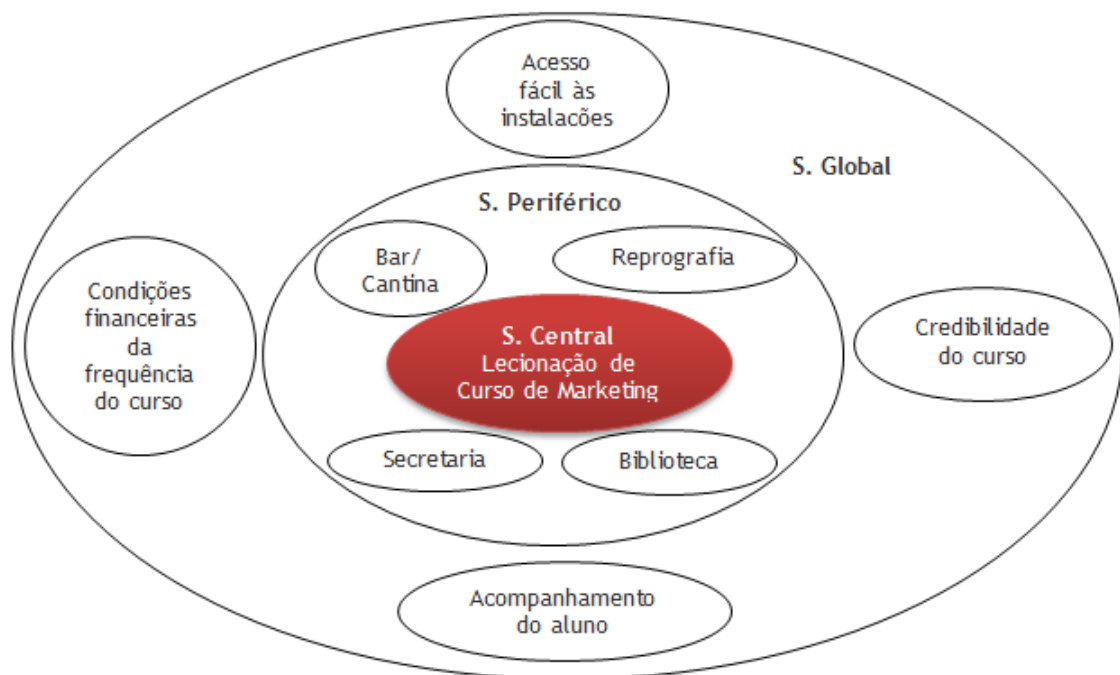 Acesso
fácil às
instalacões
S. Global
S. Periférico
Bar/
Cantina
Reprografia
Condições
financeiras
da
frequência
do curso
S. Central
Lecionação de
Curso de Marketing
Credibilidade
do curso
Secretaria
Biblioteca
Acompanhamento
do aluno